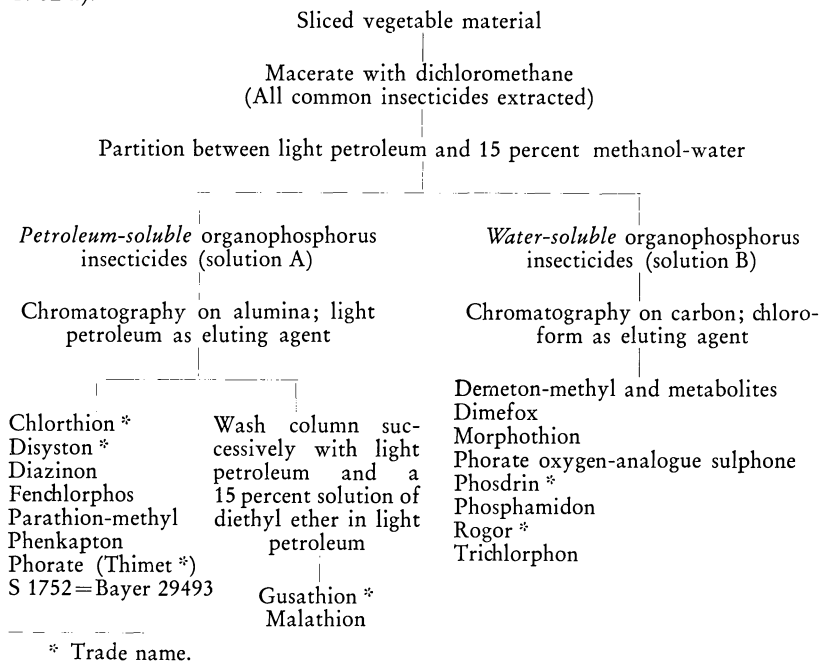 Sliced vegetable material
Macerate with dichloromethane
(All common insecticides extracted)
Partition between light petroleum and 15 percent methanol-water
Petroleum-soluble organophosphorus
insecticides (solution A)
Chromatography on alumina; light
petroleum as eluting agent
Chlorthion *
Disyston *
Diazinon
Fenchlorphos
Parathion-methyl
Phenkapton
Phorate (Thimet *)
S 1752=Bayer 29493
Wash column suc-
cessively with light
petroleum and a
15 percent solution of
diethyl ether in light
petroleum
Gusathion *
Malathion
Water-soluble organophosphorus
insecticides (solution B)
Chromatography on carbon; chloro-
form as eluting agent
Demeton-methyl and metabolites
Dimefox
Morphothion
Phorate oxygen-analogue sulphone
Phosdrin *
Phosphamidon
Rogor *
Trichlorphon
* Trade name.